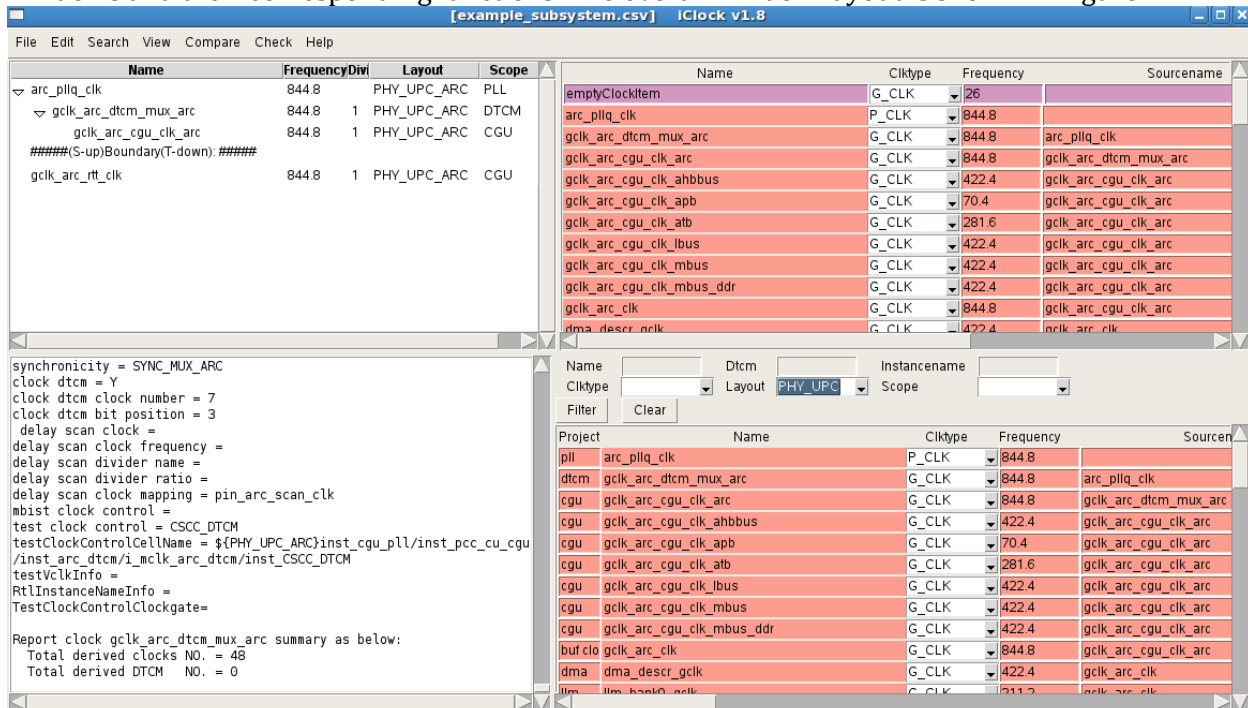 [example_subsystem.csv] iClock v1.8
File Edit Search View Compare Check Help
Name Frequency Divi Layout Scope
arc_pllq_clk 844.8 PHY_UPC_ARC PLL
gclk_arc_dtcm_mux_arc 844.8 1 PHY_UPC_ARC DTCM
gclk_arc_cgu_clk_arc 844.8 1 PHY_UPC_ARC CGU
#####(S-up)Boundary(T-down): #####
gclk_arc_rtt_clk 844.8 1 PHY_UPC_ARC CGU
Name Clktype Frequency Sourcename
emptyClockItem G_CLK 26
arc_pllq_clk P_CLK 844.8
gclk_arc_dtcm_mux_arc G_CLK 844.8 arc_pllq_clk
gclk_arc_cgu_clk_arc G_CLK 844.8 gclk_arc_dtcm_mux_arc
gclk_arc_cgu_clk_ahbbus G_CLK 422.4 gclk_arc_cgu_clk_arc
gclk_arc_cgu_clk_apb G_CLK 70.4 gclk_arc_cgu_clk_arc
gclk_arc_cgu_clk_atb G_CLK 281.6 gclk_arc_cgu_clk_arc
gclk_arc_cgu_clk_lbus G_CLK 422.4 gclk_arc_cgu_clk_arc
gclk_arc_cgu_clk_mbus G_CLK 422.4 gclk_arc_cgu_clk_arc
gclk_arc_cgu_clk_mbus_ddr G_CLK 422.4 gclk_arc_cgu_clk_arc
gclk_arc_clk G_CLK 844.8 gclk_arc_cgu_clk_arc
dma_descr_gclk G_CLK 422.4 gclk_arc_clk
synchronicity = SYNC_MUX_ARC
clock dtcm = Y
clock dtcm clock number = 7
clock dtcm bit position = 3
delay scan clock =
delay scan clock frequency =
delay scan divider name =
delay scan divider ratio =
delay scan clock mapping = pin_arc_scan_clk
mbist clock control =
test clock control = CSCC_DTCM
testClockControlCellName = ${PHY_UPC_ARC}inst_cgu_pll/inst_pcc_cu_cgu
/inst_arc_dtcm/i_mclk_arc_dtcm/inst_CSCC_DTCM
testVclkInfo =
RtlInstanceNameInfo =
TestClockControlClockgate=
Report clock gclk_arc_dtcm_mux_arc summary as below:
Total derived clocks NO. = 48
Total derived DTCM NO. = 0
Name Dtcm Instancename
Clktype Layout PHY_UPC Scope
Filter Clear
Project Name Clktype Frequency Sourcen
pll arc_pllq_clk P_CLK 844.8
dtcm gclk_arc_dtcm_mux_arc G_CLK 844.8 arc_pllq_clk
cgu gclk_arc_cgu_clk_arc G_CLK 844.8 gclk_arc_dtcm_mux_arc
cgu gclk_arc_cgu_clk_ahbbus G_CLK 422.4 gclk_arc_cgu_clk_arc
cgu gclk_arc_cgu_clk_apb G_CLK 70.4 gclk_arc_cgu_clk_arc
cgu gclk_arc_cgu_clk_atb G_CLK 281.6 gclk_arc_cgu_clk_arc
cgu gclk_arc_cgu_clk_lbus G_CLK 422.4 gclk_arc_cgu_clk_arc
cgu gclk_arc_cgu_clk_mbus G_CLK 422.4 gclk_arc_cgu_clk_arc
cgu gclk_arc_cgu_clk_mbus_ddr G_CLK 422.4 gclk_arc_cgu_clk_arc
buf clo gclk_arc_clk G_CLK 844.8 gclk_arc_cgu_clk_arc
dma dma_descr_gclk G_CLK 422.4 gclk_arc_clk
llm llm_bank0_gclk G_CLK 211.2 gclk_arc_clk